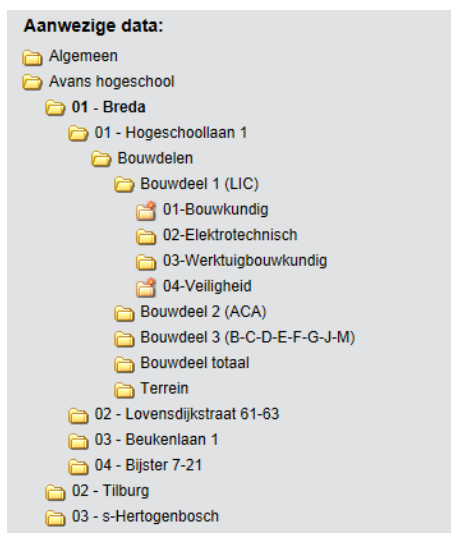 Aanwezige data:
Algemeen
Avans hogeschool
01 - Breda
01 - Hogeschoollaan 1
Bouwdelen
Bouwdeel 1 (LIC)
01-Bouwkundig
02-Elektrotechnisch
03-Werktuigbouwkundig
04-Veiligheid
Bouwdeel 2 (ACA)
Bouwdeel 3 (B-C-D-E-F-G-J-M)
Bouwdeel totaal
Terrein
02 - Lovensdijkstraat 61-63
03 - Beukenlaan 1
04 - Bijster 7-21
02 - Tilburg
03 - s-Hertogenbosch